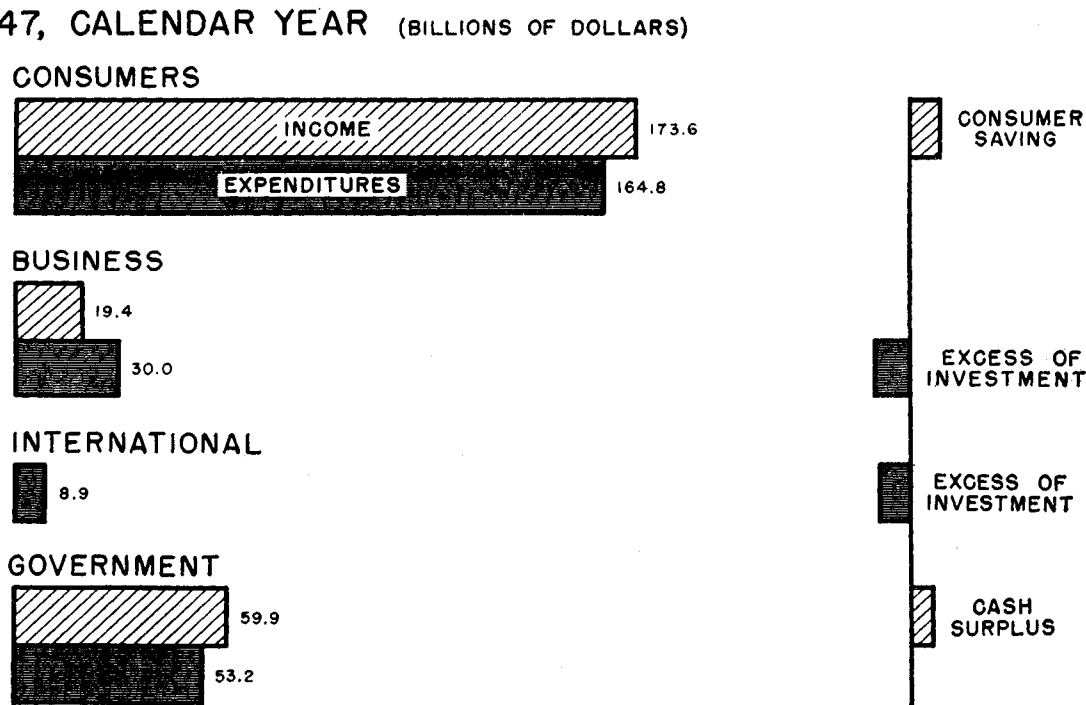 47, CALENDAR YEAR (BILLIONS OF DOLLARS)
CONSUMERS
INCOME
173.6
EXPENDITURES
164.8
CONSUMER
SAVING
BUSINESS
19.4
30.0
EXCESS OF
INVESTMENT
INTERNATIONAL
8.9
EXCESS OF
INVESTMENT
GOVERNMENT
59.9
53.2
CASH
SURPLUS